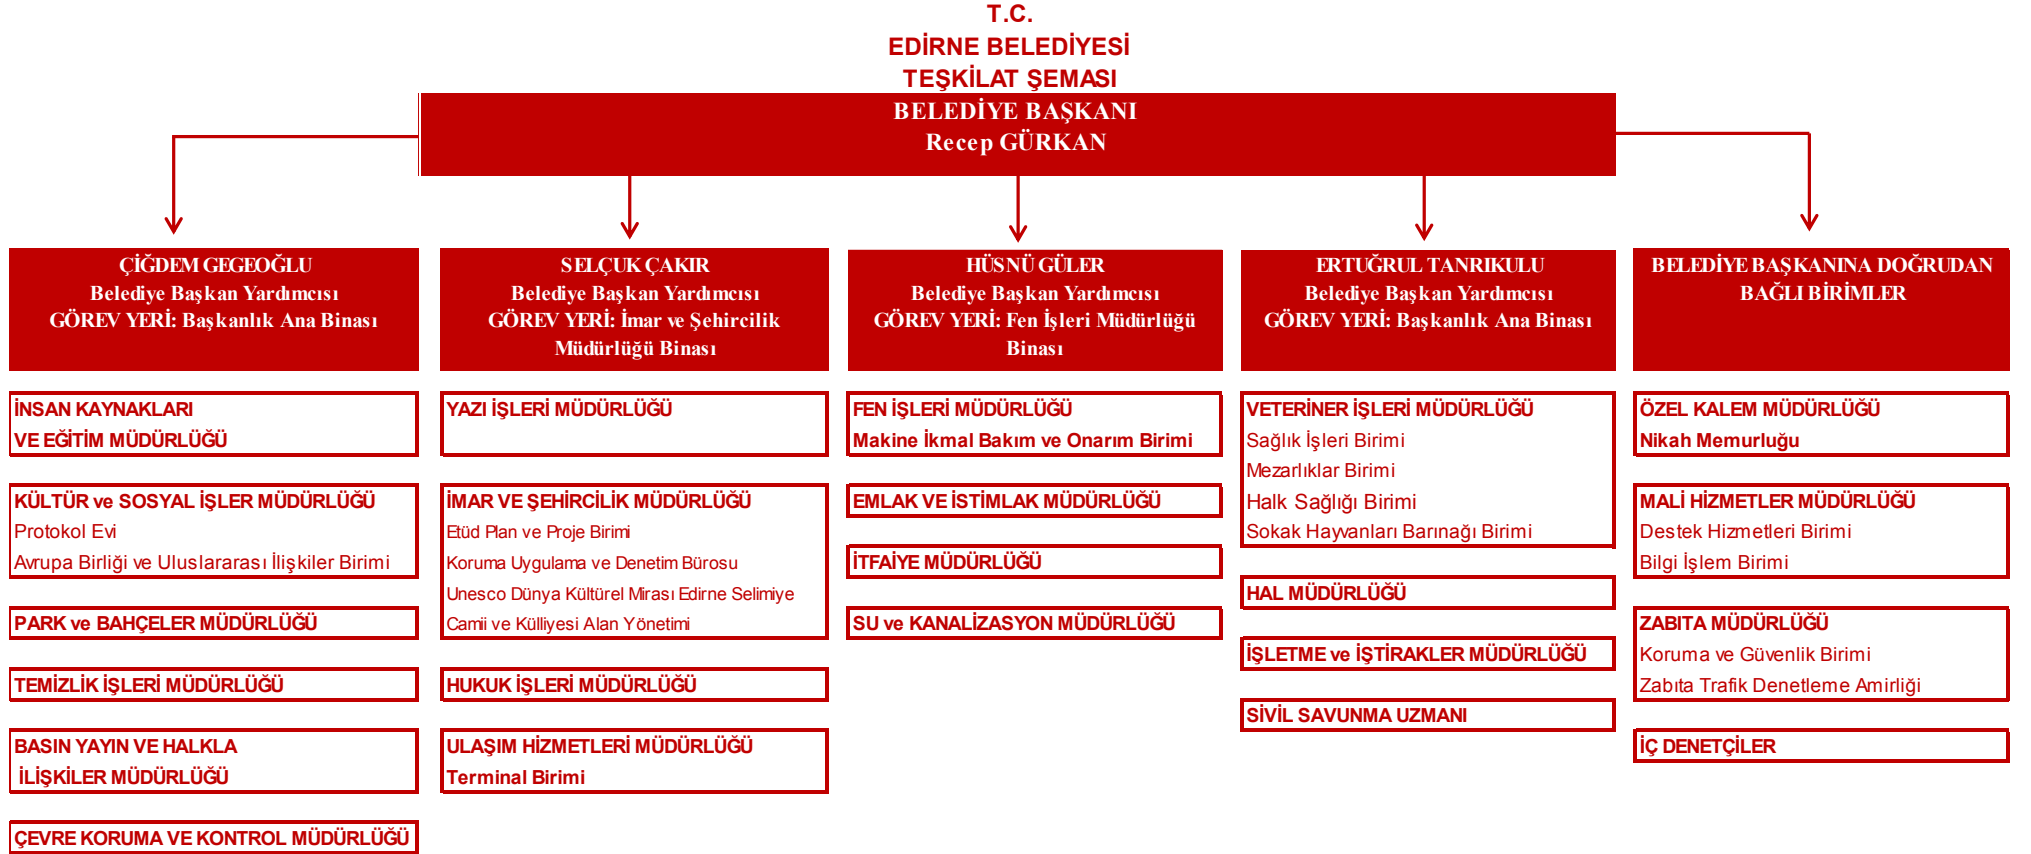 T.C.
EDİRNE BELEDİYESİ
TEŞKİLAT ŞEMASI
BELEDİYE BAŞKANI
Recep GÜRKAN
ÇİĞDEM GEGEOĞLU
Belediye Başkan Yardımcısı
GÖREV YERİ: Başkanlık Ana Binası
İNSAN KAYNAKLARI
VE EĞİTİM MÜDÜRLÜĞÜ
KÜLTÜR ve SOSYAL İŞLER MÜDÜRLÜĞÜ
Protokol Evi
Avrupa Birliği ve Uluslararası İlişkiler Birimi
PARK ve BAHÇELER MÜDÜRLÜĞÜ
TEMİZLİK İŞLERİ MÜDÜRLÜĞÜ
BASIN YAYIN VE HALKLA
İLİŞKİLER MÜDÜRLÜĞÜ
ÇEVRE KORUMA VE KONTROL MÜDÜRLÜĞÜ
SELÇUK ÇAKIR
Belediye Başkan Yardımcısı
GÖREV YERİ: İmar ve Şehircilik
Müdürlüğü Binası
YAZI İŞLERİ MÜDÜRLÜĞÜ
İMAR VE ŞEHİRCİLİK MÜDÜRLÜĞÜ
Etüd Plan ve Proje Birimi
Koruma Uygulama ve Denetim Bürosu
Unesco Dünya Kültürel Mirası Edirne Selimiye
Camii ve Külliyesi Alan Yönetimi
HUKUK İŞLERİ MÜDÜRLÜĞÜ
ULAŞIM HİZMETLERİ MÜDÜRLÜĞÜ
Terminal Birimi
HÜSNÜ GÜLER
Belediye Başkan Yardımcısı
GÖREV YERİ: Fen İşleri Müdürlüğü
Binası
FEN İŞLERİ MÜDÜRLÜĞÜ
Makine İkmal Bakım ve Onarım Birimi
EMLAK VE İSTİMLAK MÜDÜRLÜĞÜ
İTFAİYE MÜDÜRLÜĞÜ
SU ve KANALİZASYON MÜDÜRLÜĞÜ
ERTUĞRUL TANRIKULU
Belediye Başkan Yardımcısı
GÖREV YERİ: Başkanlık Ana Binası
VETERİNER İŞLERİ MÜDÜRLÜĞÜ
Sağlık İşleri Birimi
Mezarlıklar Birimi
Halk Sağlığı Birimi
Sokak Hayvanları Barınağı Birimi
HAL MÜDÜRLÜĞÜ
İŞLETME ve İŞTİRAKLER MÜDÜRLÜĞÜ
SİVİL SAVUNMA UZMANI
BELEDİYE BAŞKANINA DOĞRUDAN
BAĞLI BİRİMLER
ÖZEL KALEM MÜDÜRLÜĞÜ
Nikah Memurluğu
MALİ HİZMETLER MÜDÜRLÜĞÜ
Destek Hizmetleri Birimi
Bilgi İşlem Birimi
ZABITA MÜDÜRLÜĞÜ
Koruma ve Güvenlik Birimi
Zabıta Trafik Denetleme Amirliği
İÇ DENETÇİLER